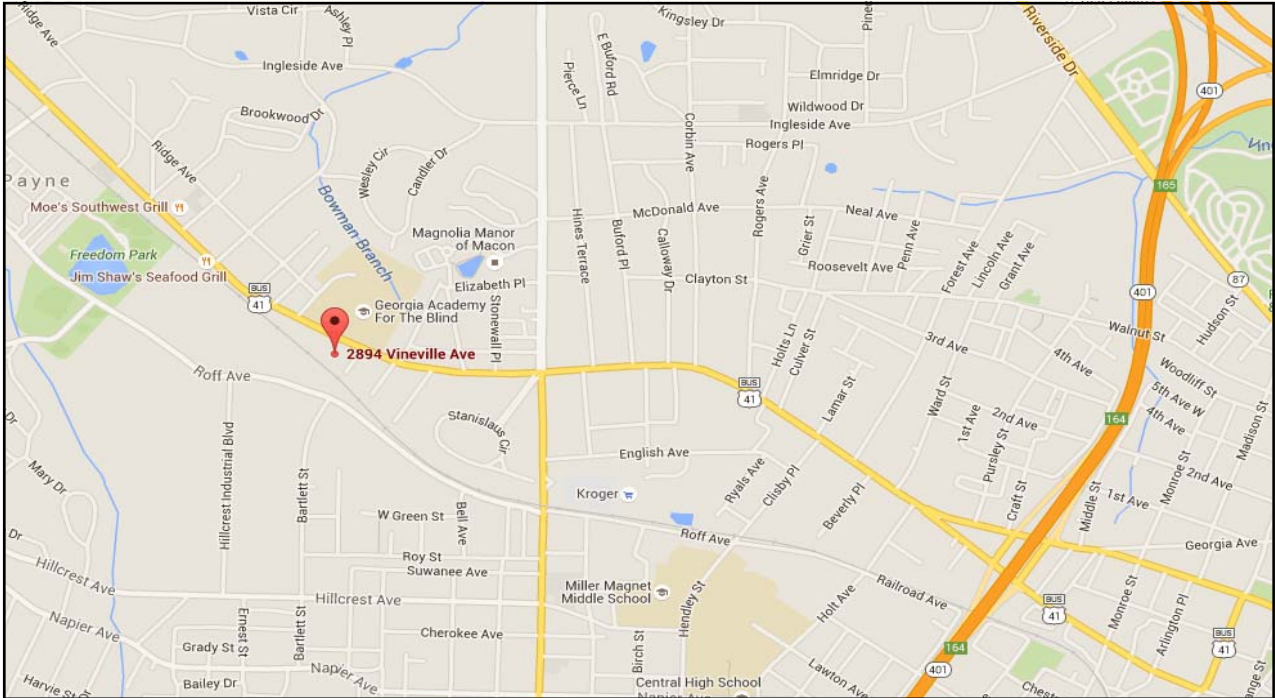 Vista Cir
Ashley Pl
Ridge Ave
Kingsley Dr
Riverside Dr
E Buford Rd
Ingleside Ave
Pierce Ln
Elmridge Dr
401
Wildwood Dr
Brookwood Dr
Corbin Ave
Ingleside Ave
Rogers Pl
Ridge Ave
Wesley Cir
Candler Dr
Payne
165
Moe's Southwest Grill
Bowman Branch
Hines Terrace
McDonald Ave
Rogers Ave
Neal Ave
Grier St
Penn Ave
Magnolia Manor
of Macon
Buford Pl
Calloway Dr
Forest Ave
Lincoln Ave
Grant Ave
Freedom Park
Roosevelt Ave
Jim Shaw's Seafood Grill
Elizabeth Pl
Clayton St
87
BUS
41
401
Georgia Academy
For The Blind
Stonewall Pl
Hudson St
Walnut St
Holts Ln
Culver St
3rd Ave
4th Ave
2894 Vineville Ave
Roff Ave
Woodliff St
BUS
41
Lamar St
Ward St
5th Ave W
4th Ave
Stanislaus Cir
1st Ave
2nd Ave
164
Madison St
Hillcrest Industrial Blvd
Bartlett St
English Ave
Pursley St
Mary Dr
Ryals Ave
Clisby Pl
Monroe St
2nd Ave
Kroger
Beverly Pl
Craft St
Middle St
1st Ave
W Green St
Bell Ave
Roff Ave
Dr
Georgia Ave
Roy St
Suwanee Ave
Hillcrest Ave
Hillcrest Ave
Miller Magnet
Middle School
Hendley St
Railroad Ave
Holt Ave
BUS
41
Monroe St
Arlington Pl
Napier Ave
Ernest St
Bartlett St
Cherokee Ave
Birch St
BUS
41
Grady St
164
Napier Ave
Lawton Ave
401
Bailey Dr
Central High School
Harvie St